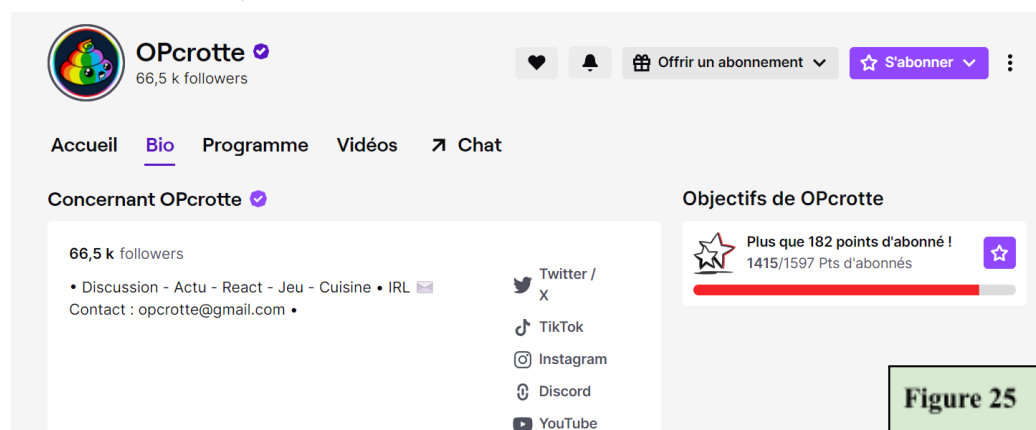 OPcrotte
66,5 k followers
Offrir un abonnement
S'abonner
Accueil Bio Programme Vidéos Chat
Concernant OPcrotte
66,5 k followers
• Discussion - Actu - React - Jeu - Cuisine • IRL ✉️
Contact : opcrotte@gmail.com •
Twitter /
X
TikTok
Instagram
Discord
YouTube
Objectifs de OPcrotte
Plus que 182 points d'abonné !
1415/1597 Pts d'abonnés
Figure 25